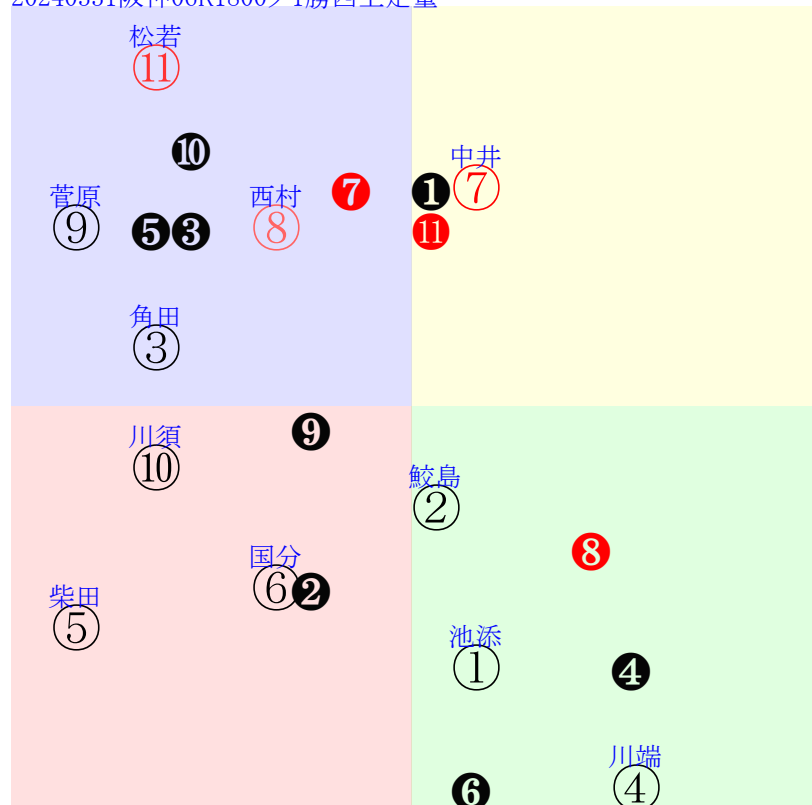 松若
⑪
❿
中井
菅原
西村
❼
❶
⑦
⑨
❺❸
⑧
⓫
角田
③
川須
❾
⑩
鮫島
②
国分
❽
⑥❷
柴田
⑤
池添
①
❹
川端
④
❻